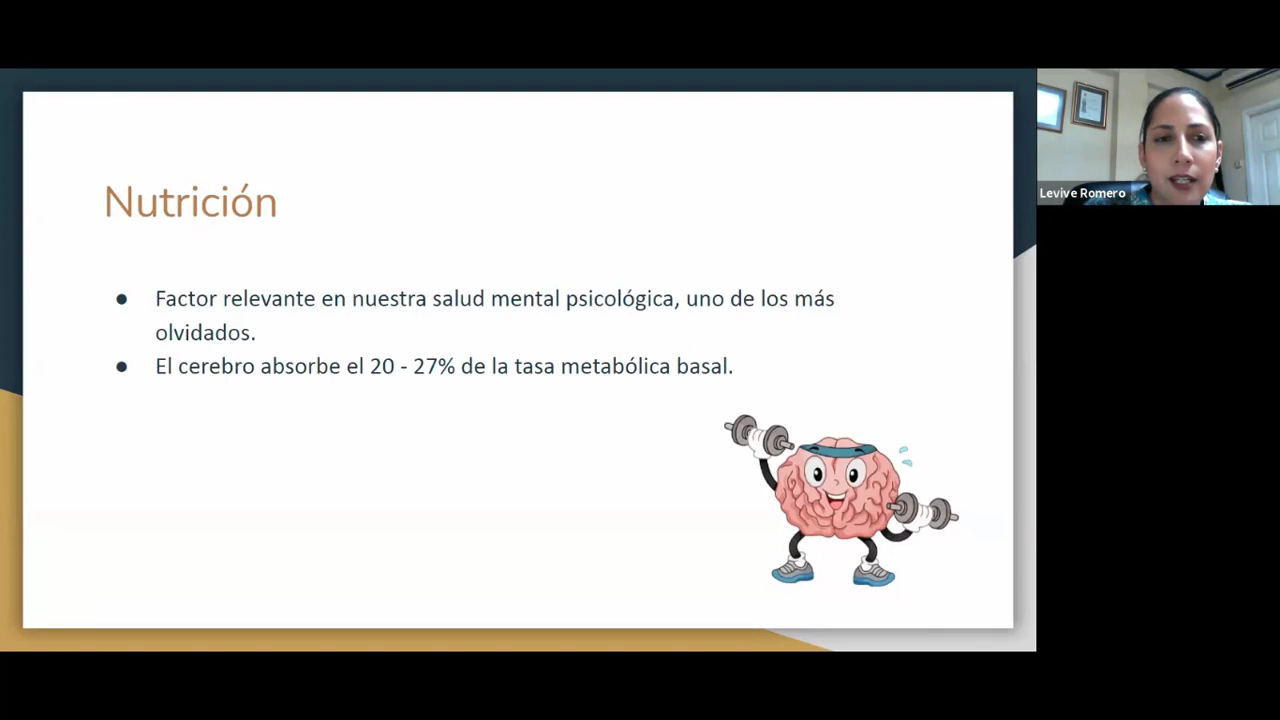 Nutrición
● Factor relevante en nuestra salud mental psicológica, uno de los más
olvidados.
● El cerebro absorbe el 20 - 27% de la tasa metabólica basal.
Levive Romero